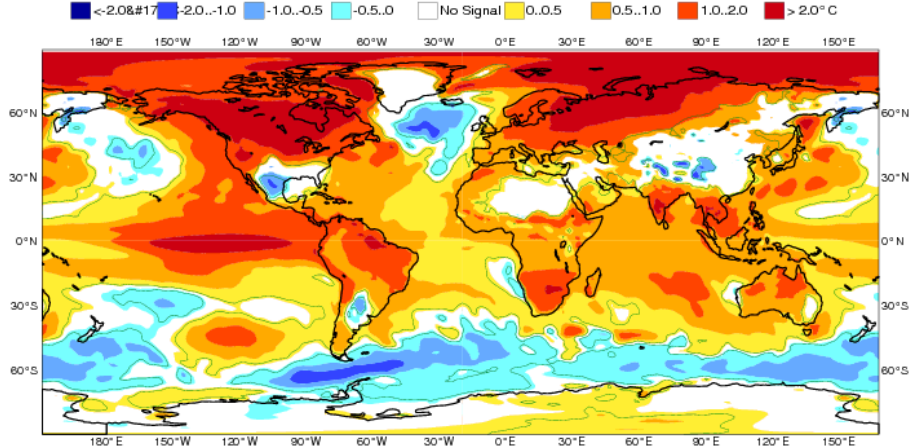 <-2.0&#17 -2.0..-1.0 -1.0..-0.5 -0.5..0 No Signal 0..0.5 0.5..1.0 1.0..2.0 > 2.0°C
180°E 150°W 120°W 90°W 60°W 30°W 0°E 30°E 60°E 90°E 120°E 150°E
60°N 60°N
30°N 30°N
0°N 0°N
30°S 30°S
60°S 60°S
180°E 150°W 120°W 90°W 60°W 30°W 0°E 30°E 60°E 90°E 120°E 150°E